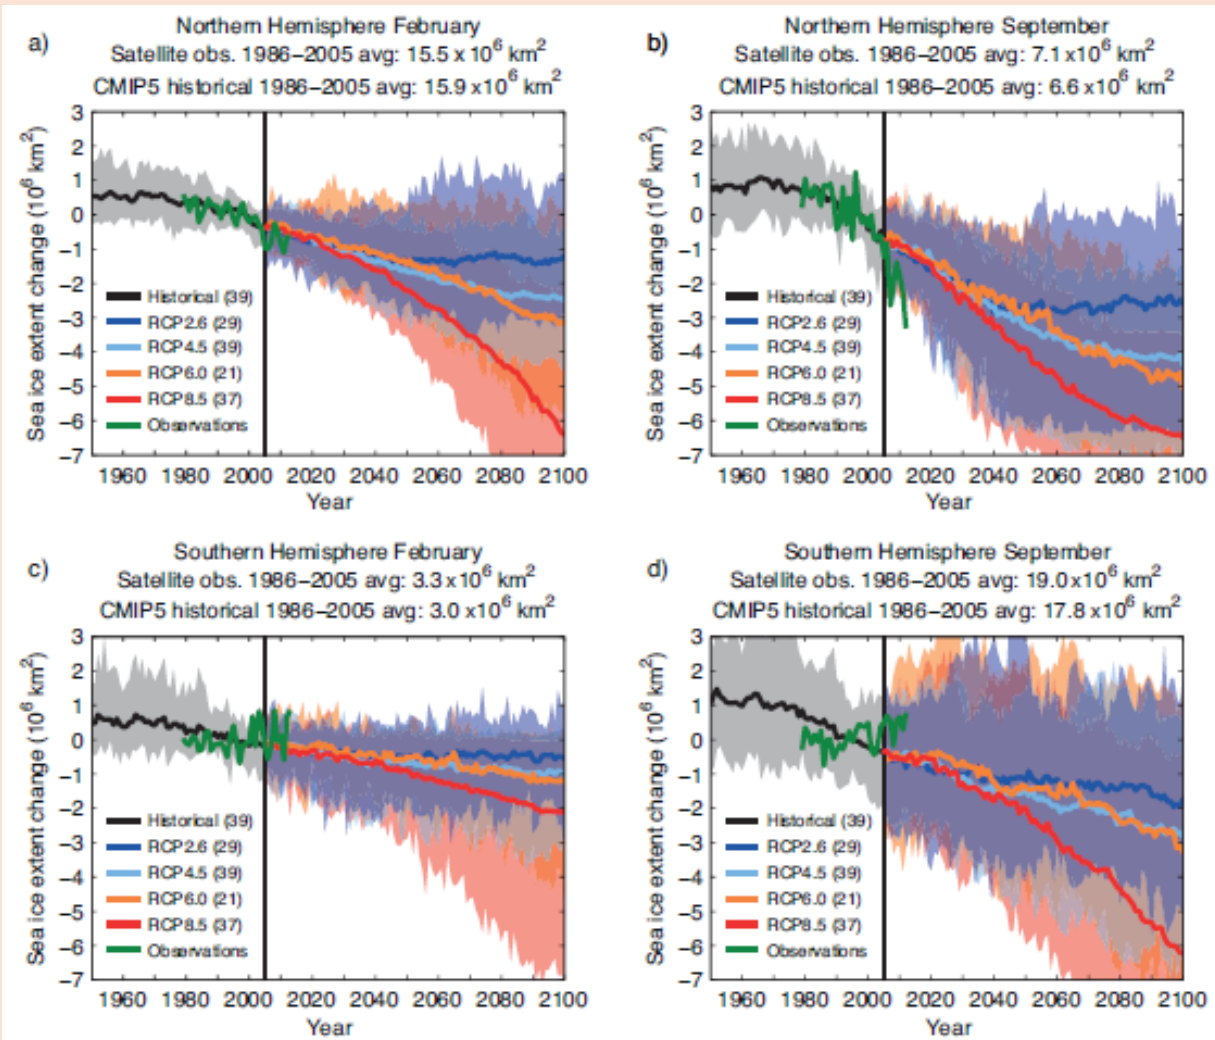 a)
Northern Hemisphere February
Satellite obs. 1986–2005 avg: 15.5 x 10⁶ km²
CMIP5 historical 1986–2005 avg: 15.9 x10⁶ km²
Sea ice extent change (10⁶ km²)
3
2
1
0
−1
−2
−3
−4
−5
−6
−7
Historical (39)
RCP2.6 (29)
RCP4.5 (39)
RCP6.0 (21)
RCP8.5 (37)
Observations
1960 1980 2000 2020 2040 2060 2080 2100
Year
b)
Northern Hemisphere September
Satellite obs. 1986–2005 avg: 7.1 x 10⁶ km²
CMIP5 historical 1986–2005 avg: 6.6 x10⁶ km²
Sea ice extent change (10⁶ km²)
3
2
1
0
−1
−2
−3
−4
−5
−6
−7
Historical (39)
RCP2.6 (29)
RCP4.5 (39)
RCP6.0 (21)
RCP8.5 (37)
Observations
1960 1980 2000 2020 2040 2060 2080 2100
Year
c)
Southern Hemisphere February
Satellite obs. 1986–2005 avg: 3.3 x10⁶ km²
CMIP5 historical 1986–2005 avg: 3.0 x10⁶ km²
Sea ice extent change (10⁶ km²)
3
2
1
0
−1
−2
−3
−4
−5
−6
−7
Historical (39)
RCP2.6 (29)
RCP4.5 (39)
RCP6.0 (21)
RCP8.5 (37)
Observations
1960 1980 2000 2020 2040 2060 2080 2100
Year
d)
Southern Hemisphere September
Satellite obs. 1986–2005 avg: 19.0 x10⁶ km²
CMIP5 historical 1986–2005 avg: 17.8 x10⁶ km²
Sea ice extent change (10⁶ km²)
3
2
1
0
−1
−2
−3
−4
−5
−6
−7
Historical (39)
RCP2.6 (29)
RCP4.5 (39)
RCP6.0 (21)
RCP8.5 (37)
Observations
1960 1980 2000 2020 2040 2060 2080 2100
Year